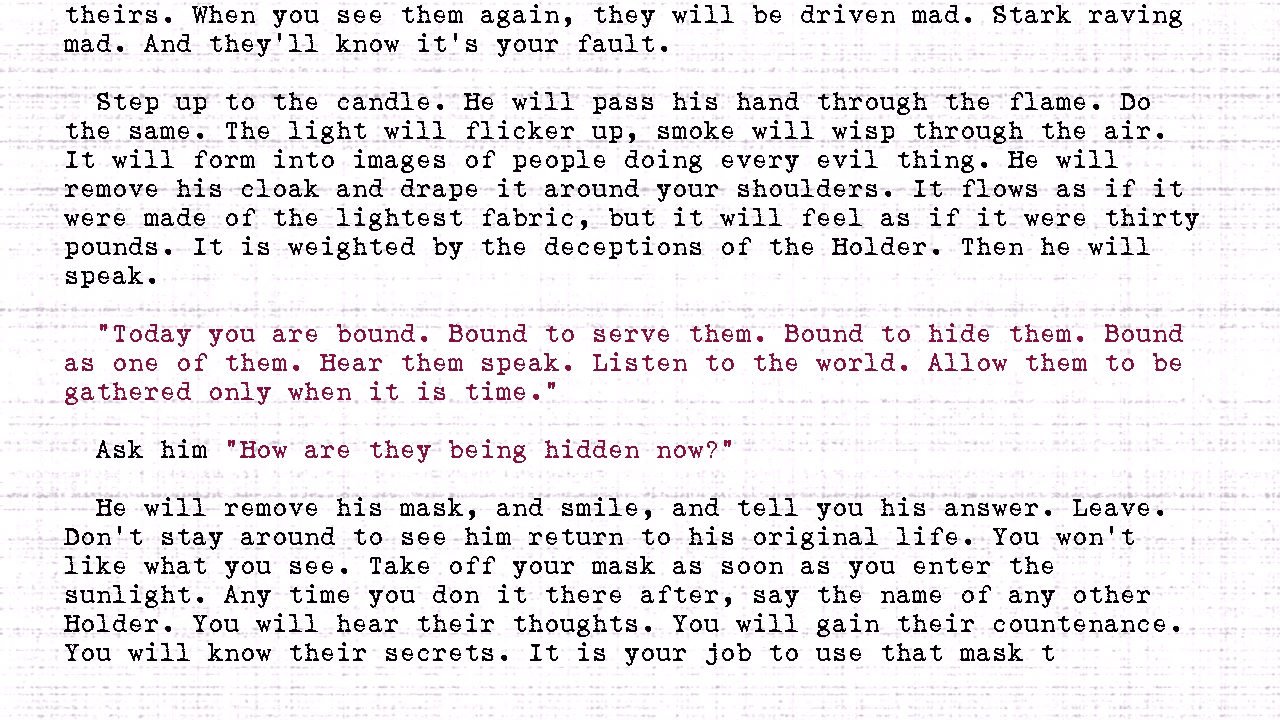 theirs. When you see them again, they will be driven mad. Stark raving
mad. And they'll know it's your fault.
Step up to the candle. He will pass his hand through the flame. Do
the same. The light will flicker up, smoke will wisp through the air.
It will form into images of people doing every evil thing. He will
remove his cloak and drape it around your shoulders. It flows as if it
were made of the lightest fabric, but it will feel as if it were thirty
pounds. It is weighted by the deceptions of the Holder. Then he will
speak.
"Today you are bound. Bound to serve them. Bound to hide them. Bound
as one of them. Hear them speak. Listen to the world. Allow them to be
gathered only when it is time."
Ask him "How are they being hidden now?"
He will remove his mask, and smile, and tell you his answer. Leave.
Don't stay around to see him return to his original life. You won't
like what you see. Take off your mask as soon as you enter the
sunlight. Any time you don it there after, say the name of any other
Holder. You will hear their thoughts. You will gain their countenance.
You will know their secrets. It is your job to use that mask t